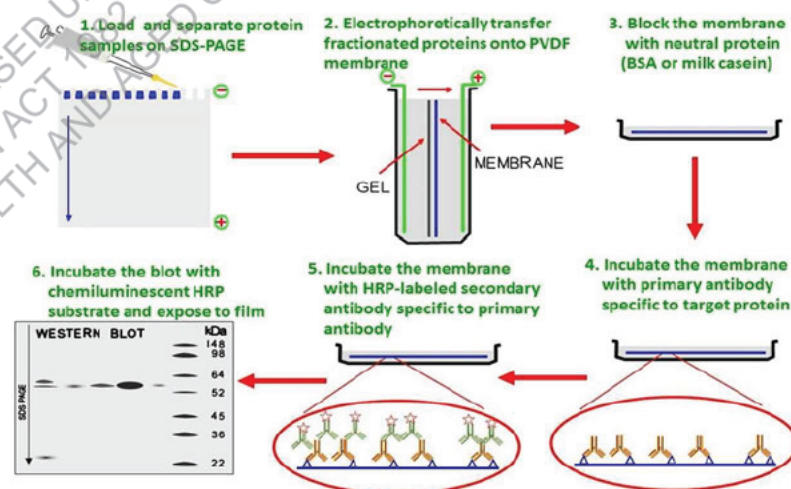 1. Load and separate protein
samples on SDS-PAGE
2. Electrophoretically transfer
fractionated proteins onto PVDF
membrane
3. Block the membrane
with neutral protein
(BSA or milk casein)
GEL
MEMBRANE
4. Incubate the membrane
with primary antibody
specific to target protein
5. Incubate the membrane
with HRP-labeled secondary
antibody specific to primary
antibody
6. Incubate the blot with
chemiluminescent HRP
substrate and expose to film
WESTERN BLOT
kDa
148
98
64
52
45
36
22
SDS PAGE
ACT 1982